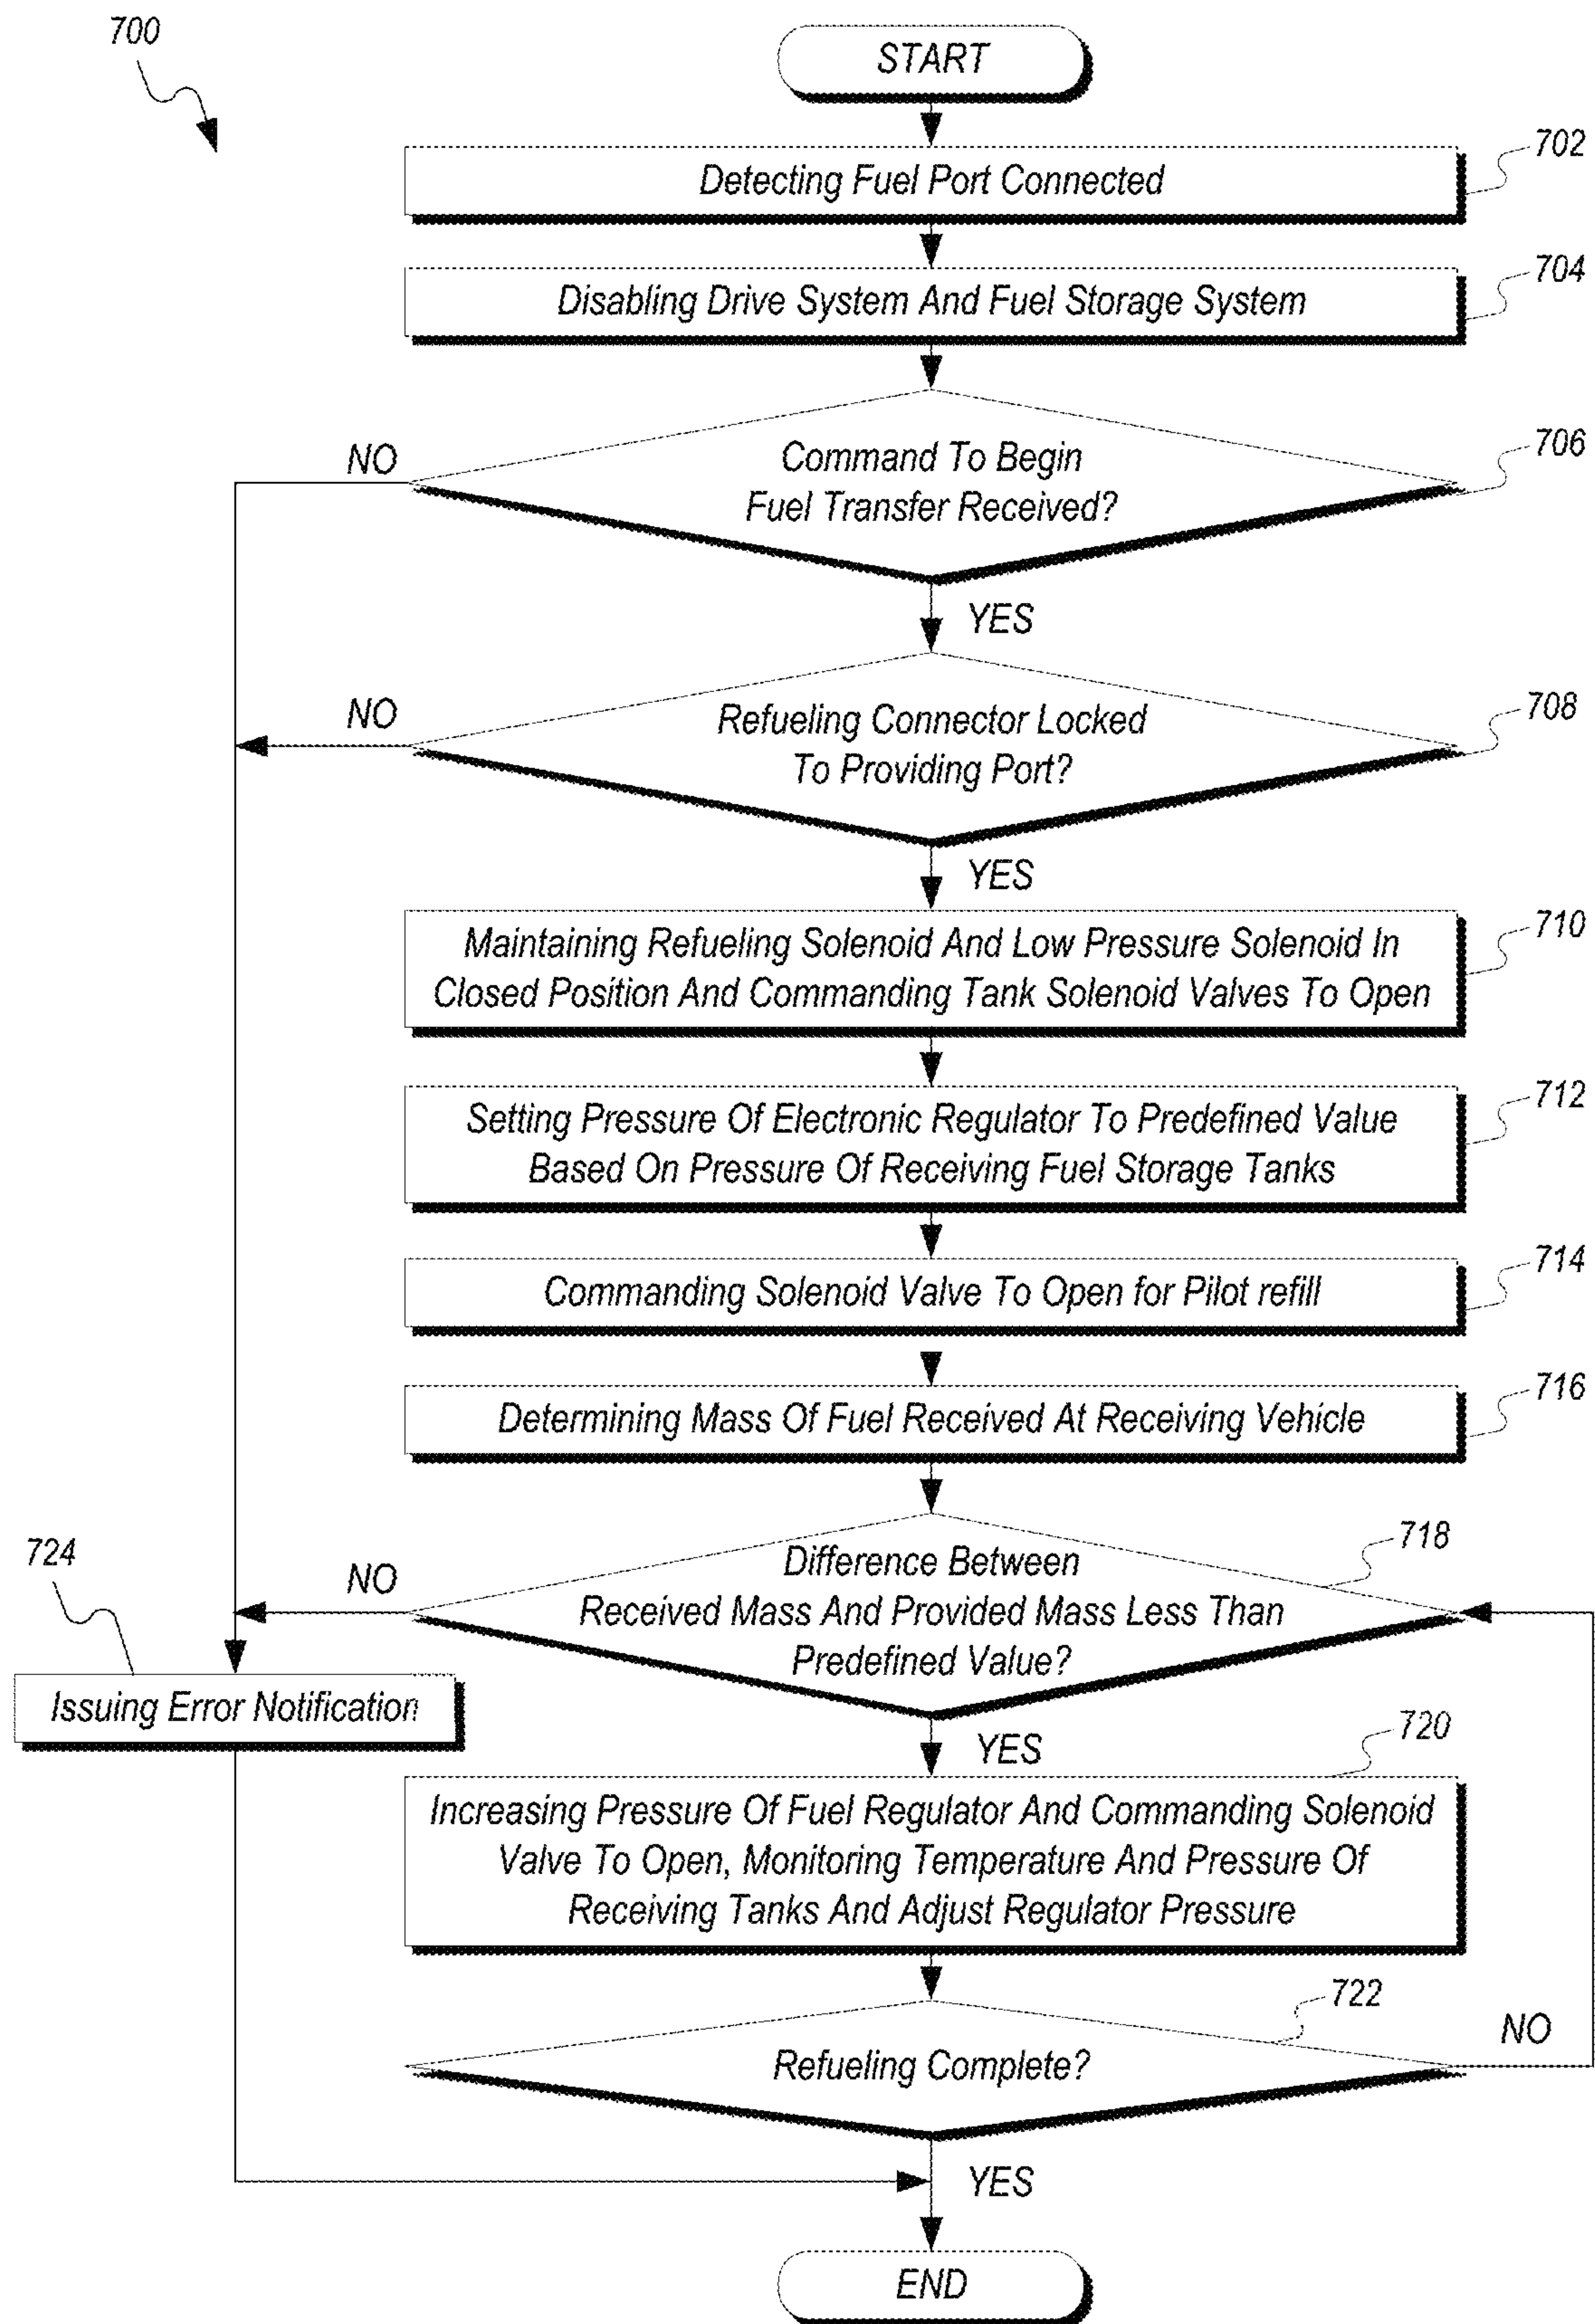 700
START
Detecting Fuel Port Connected
702
Disabling Drive System And Fuel Storage System
704
Command To Begin
Fuel Transfer Received?
706
NO
YES
Refueling Connector Locked
To Providing Port?
708
NO
YES
Maintaining Refueling Solenoid And Low Pressure Solenoid In
Closed Position And Commanding Tank Solenoid Valves To Open
710
Setting Pressure Of Electronic Regulator To Predefined Value
Based On Pressure Of Receiving Fuel Storage Tanks
712
Commanding Solenoid Valve To Open for Pilot refill
714
Determining Mass Of Fuel Received At Receiving Vehicle
716
Difference Between
Received Mass And Provided Mass Less Than
Predefined Value?
718
NO
724
Issuing Error Notification
YES
720
Increasing Pressure Of Fuel Regulator And Commanding Solenoid
Valve To Open, Monitoring Temperature And Pressure Of
Receiving Tanks And Adjust Regulator Pressure
722
Refueling Complete?
NO
YES
END